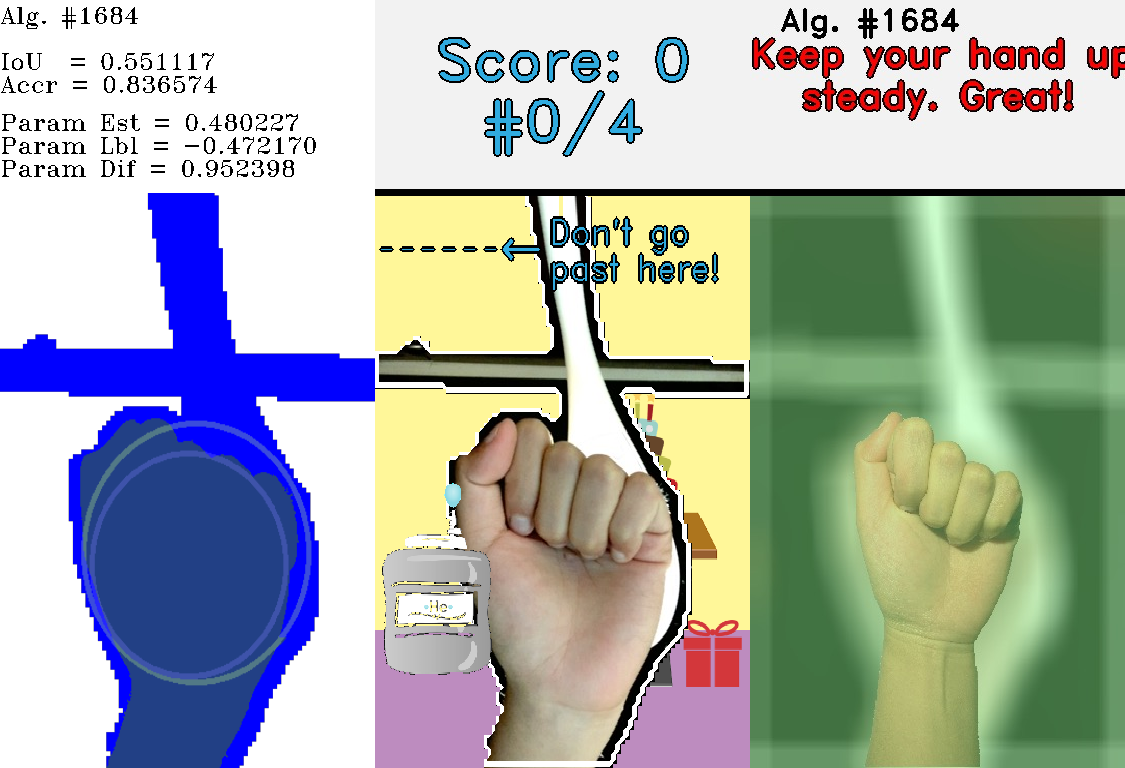 Alg. #1684
IoU = 0.551117
Accr = 0.836574
Param Est = 0.480227
Param Lbl = −0.472170
Param Dif = 0.952398
Score: 0
#0/4
Don't go
past here!
Alg. #1684
Keep your hand up
steady. Great!